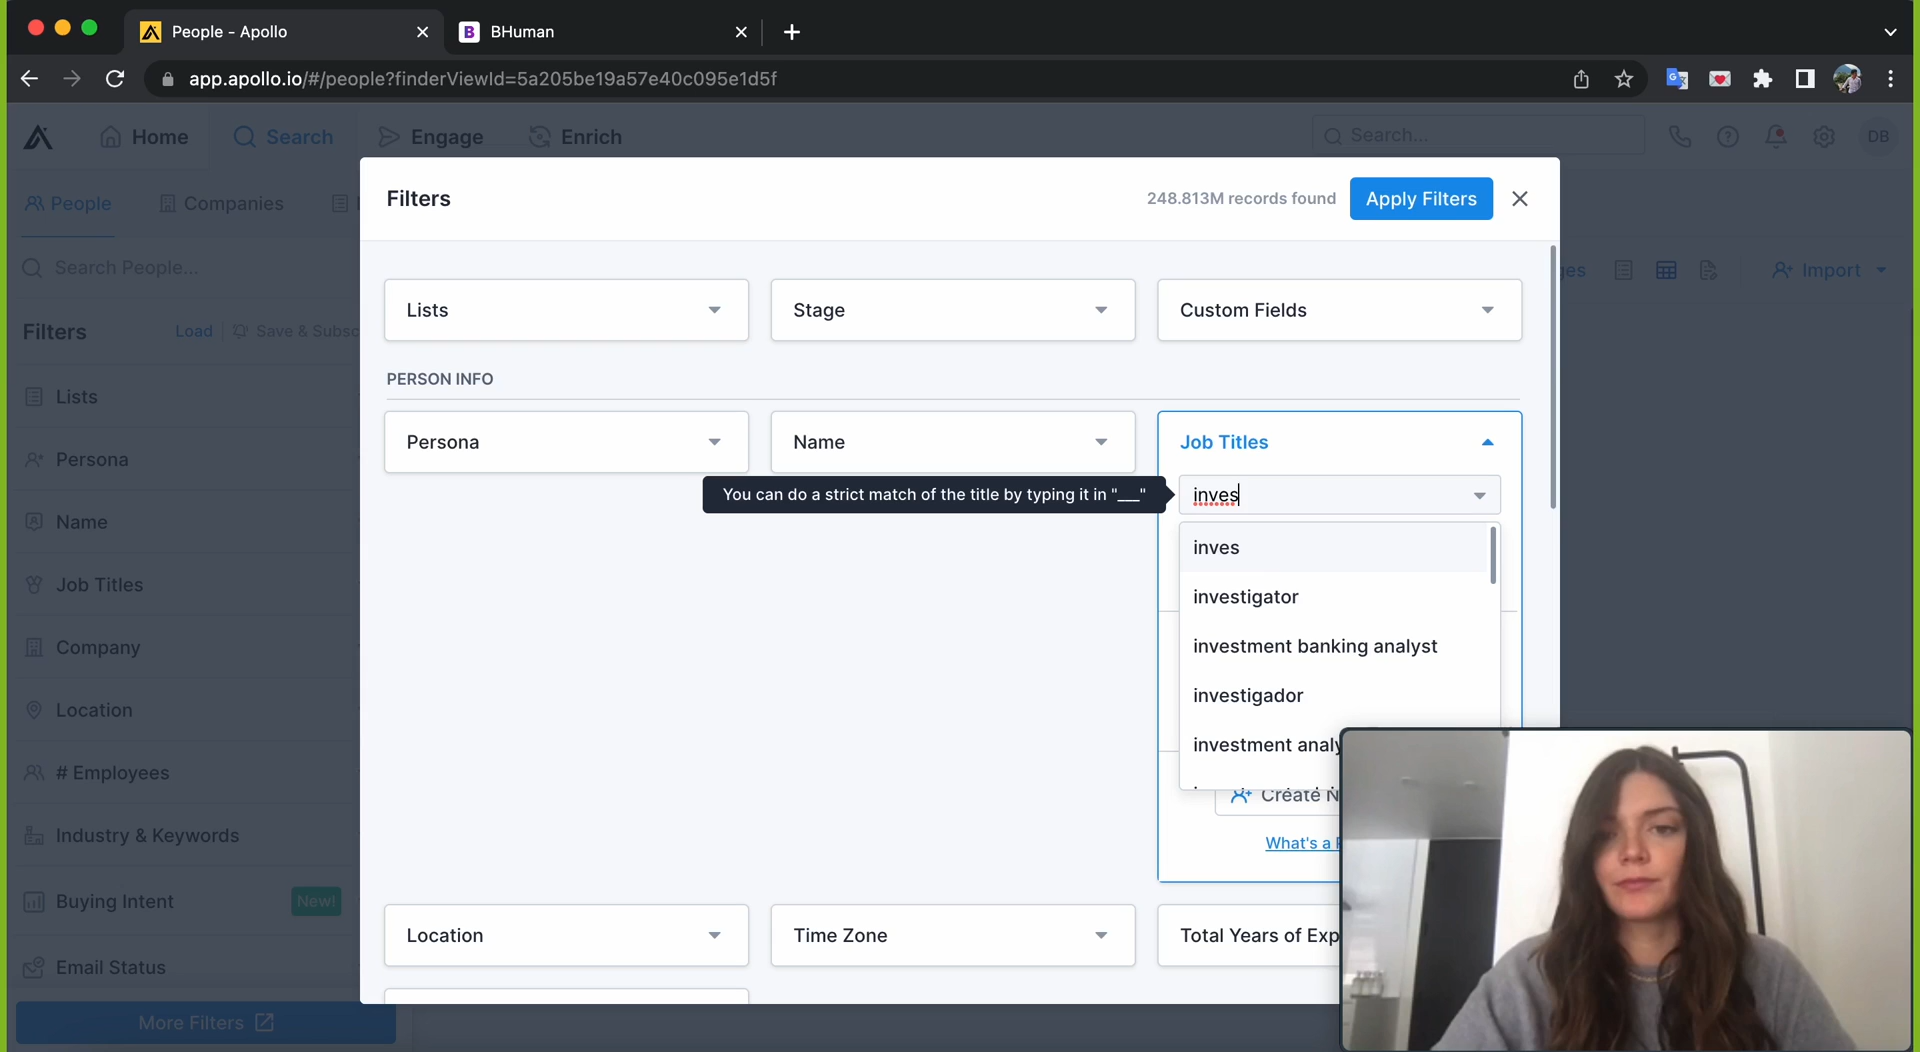 People - Apollo
BHuman
app.apollo.io/#/people?finderViewId=5a205be19a57e40c095e1d5f
Home
Search
Engage
Enrich
Search...
DB
People
Companies
Search People...
Import
Filters
Load
Save & Subsc
Lists
Persona
Name
Job Titles
Company
Location
# Employees
Industry & Keywords
Buying Intent
New!
Email Status
More Filters
Filters
248.813M records found
Apply Filters
Lists
Stage
Custom Fields
PERSON INFO
Persona
Name
Job Titles
You can do a strict match of the title by typing it in "___"
inves
inves
investigator
investment banking analyst
investigador
investment analy
Create N
What's a
Location
Time Zone
Total Years of Exp